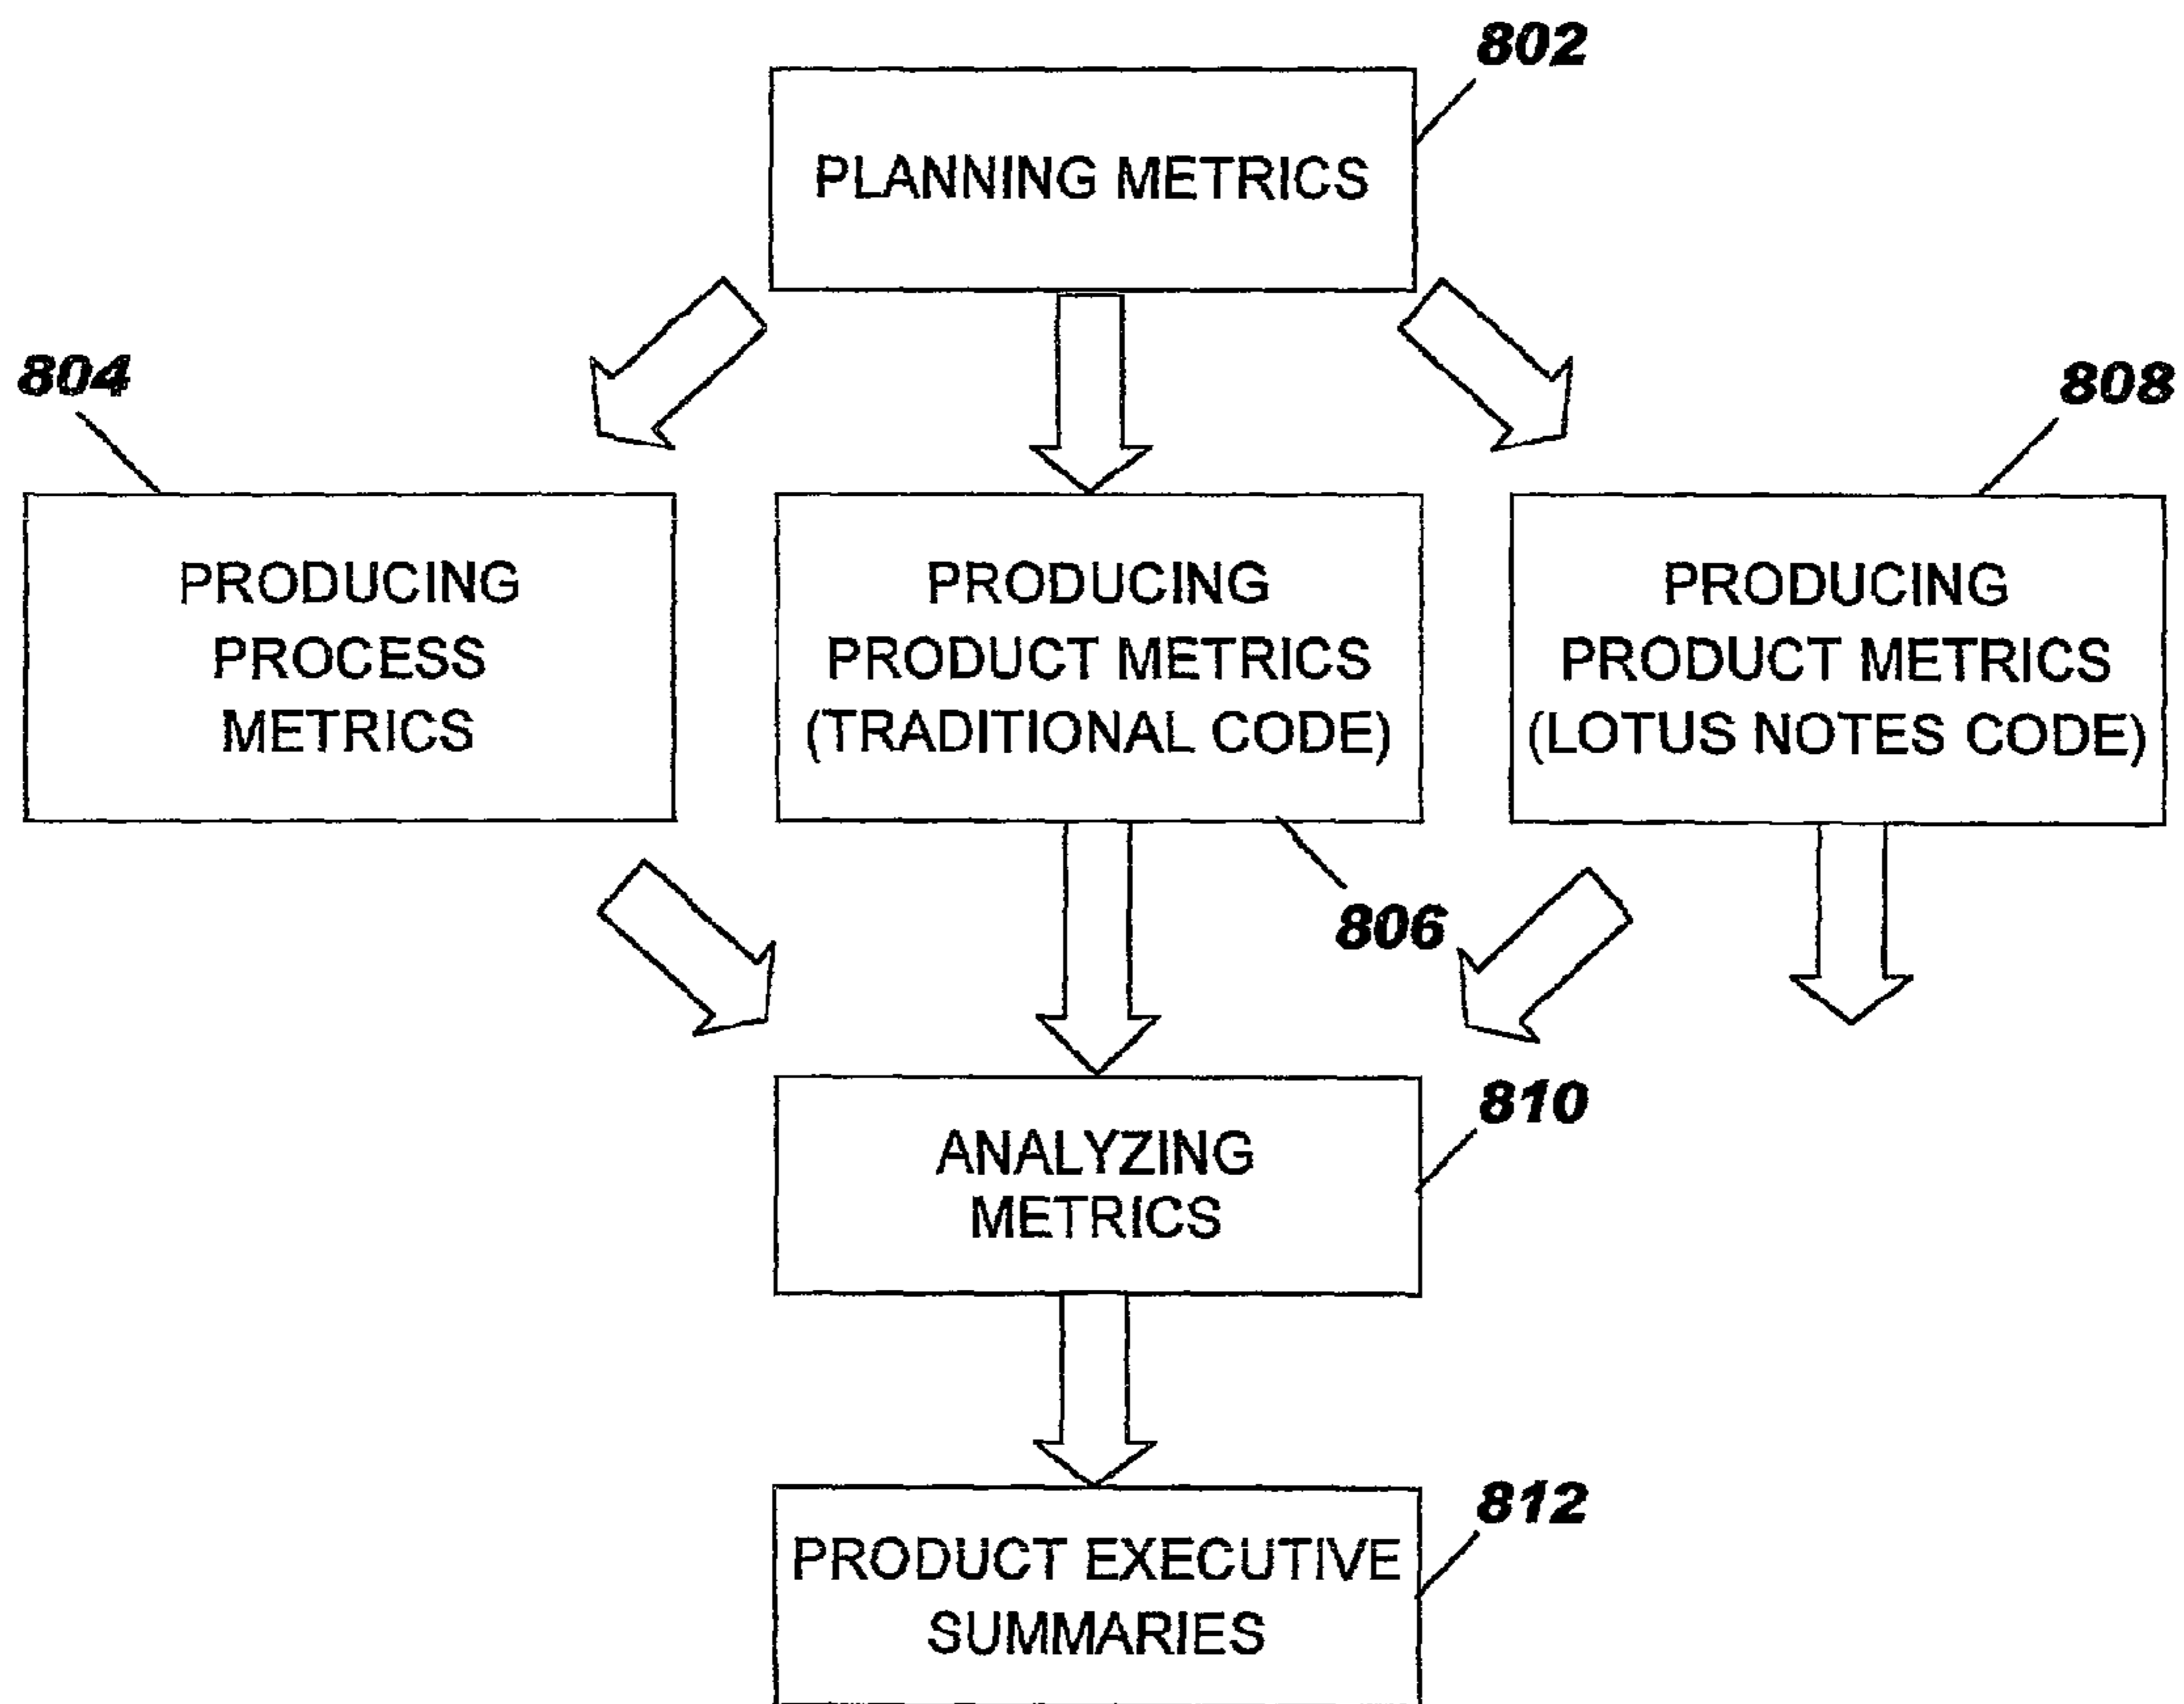 802
PLANNING METRICS
804
808
PRODUCING
PROCESS
METRICS
PRODUCING
PRODUCT METRICS
(TRADITIONAL CODE)
PRODUCING
PRODUCT METRICS
(LOTUS NOTES CODE)
806
810
ANALYZING
METRICS
812
PRODUCT EXECUTIVE
SUMMARIES